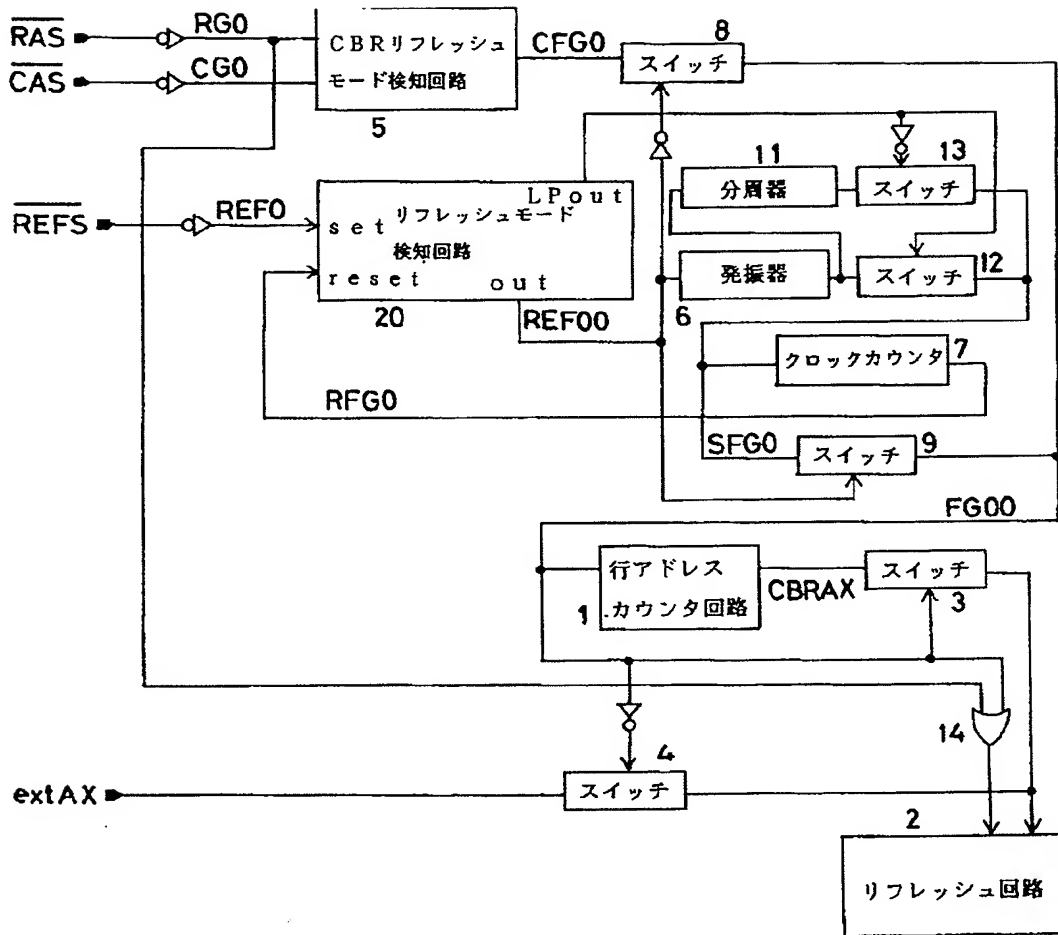 RAS
RG0
CAS
CG0
CBRリフレッシュ
モード検知回路
5
CFG0
8
スイッチ
REFS
REF0
set
リフレッシュモード
検知回路
LPout
reset
out
20
REF00
11
分周器
13
スイッチ
発振器
6
スイッチ
12
クロックカウンタ
7
RFG0
SFG0
スイッチ
9
FG00
行アドレス
カウンタ回路
1
CBRAX
スイッチ
3
14
4
extAX
スイッチ
2
リフレッシュ回路